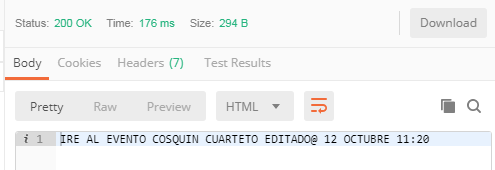 Status: 200 OK Time: 176 ms Size: 294 B Download
Body Cookies Headers (7) Test Results
Pretty Raw Preview HTML
i 1 IRE AL EVENTO COSQUIN CUARTETO EDITADO@ 12 OCTUBRE 11:20